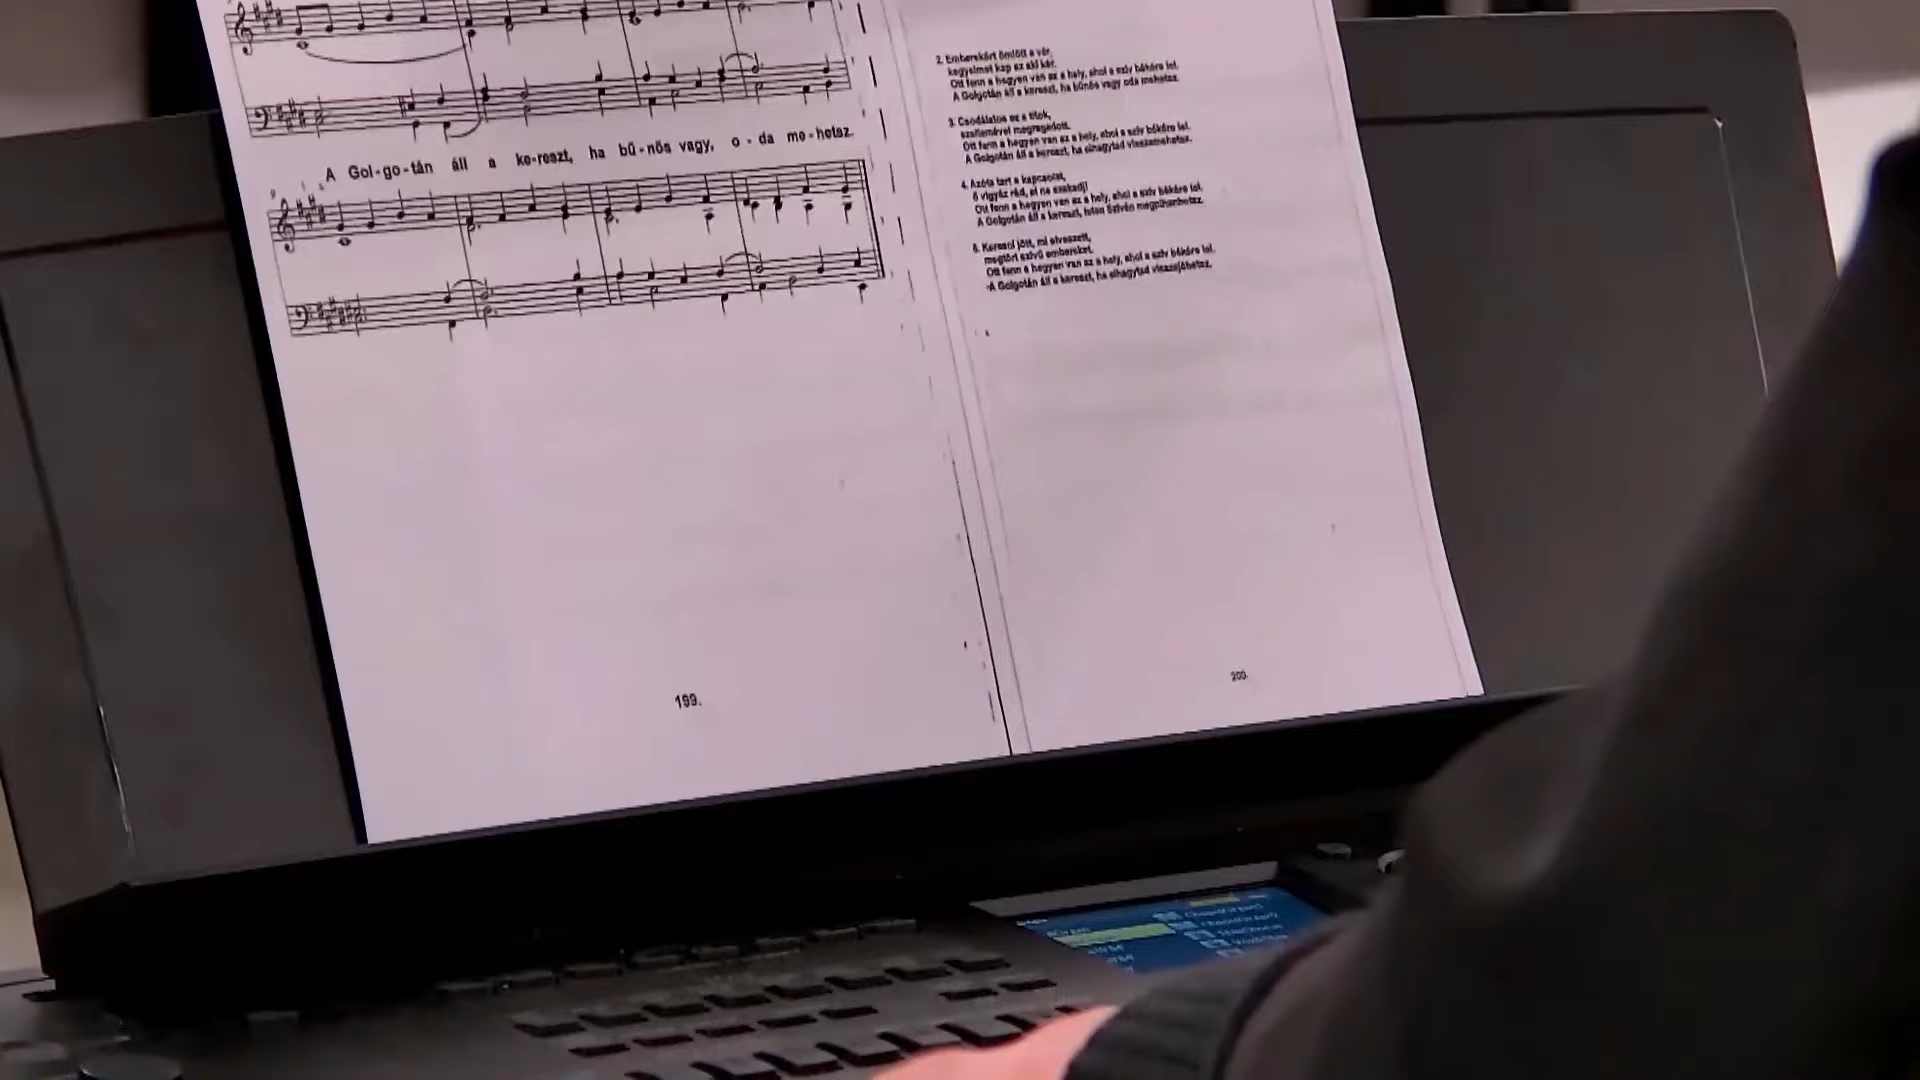 A Gol-go-tán áll a ke-reszt, ha bű-nös vagy, o-da me-hetsz.
199.
2. Emberekért ömlött a vér,
kegyelmet kap az aki kér.
Ott fenn a hegyen van az a hely, ahol a szív békére lel.
A Golgotán áll a kereszt, ha bűnös vagy oda mehetsz.
3. Csodálatos ez a titok,
szellemével megragadott.
Ott fenn a hegyen van az a hely, ahol a szív békére lel.
A Golgotán áll a kereszt, ha elhagytad visszamehetsz.
4. Azóta tart a kapcsolat,
ő vigyáz rád, el ne szakadj!
Ott fenn a hegyen van az a hely, ahol a szív békére lel.
A Golgotán áll a kereszt, Isten Szívén megpihenhetsz.
5. Keresni jött, mi elveszett,
megtört szívű embereket.
Ott fenn a hegyen van az a hely, ahol a szív békére lel.
A Golgotán áll a kereszt, ha elhagytad visszajöhetsz.
200.